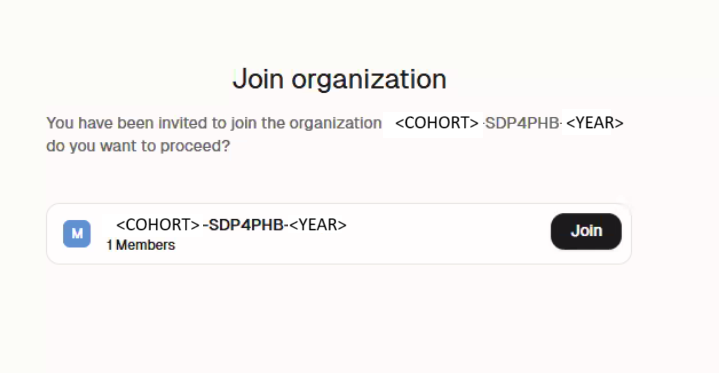 Join organization
You have been invited to join the organization <COHORT>-SDP4PHB-<YEAR>
do you want to proceed?
M
<COHORT>-SDP4PHB-<YEAR>
1 Members
Join